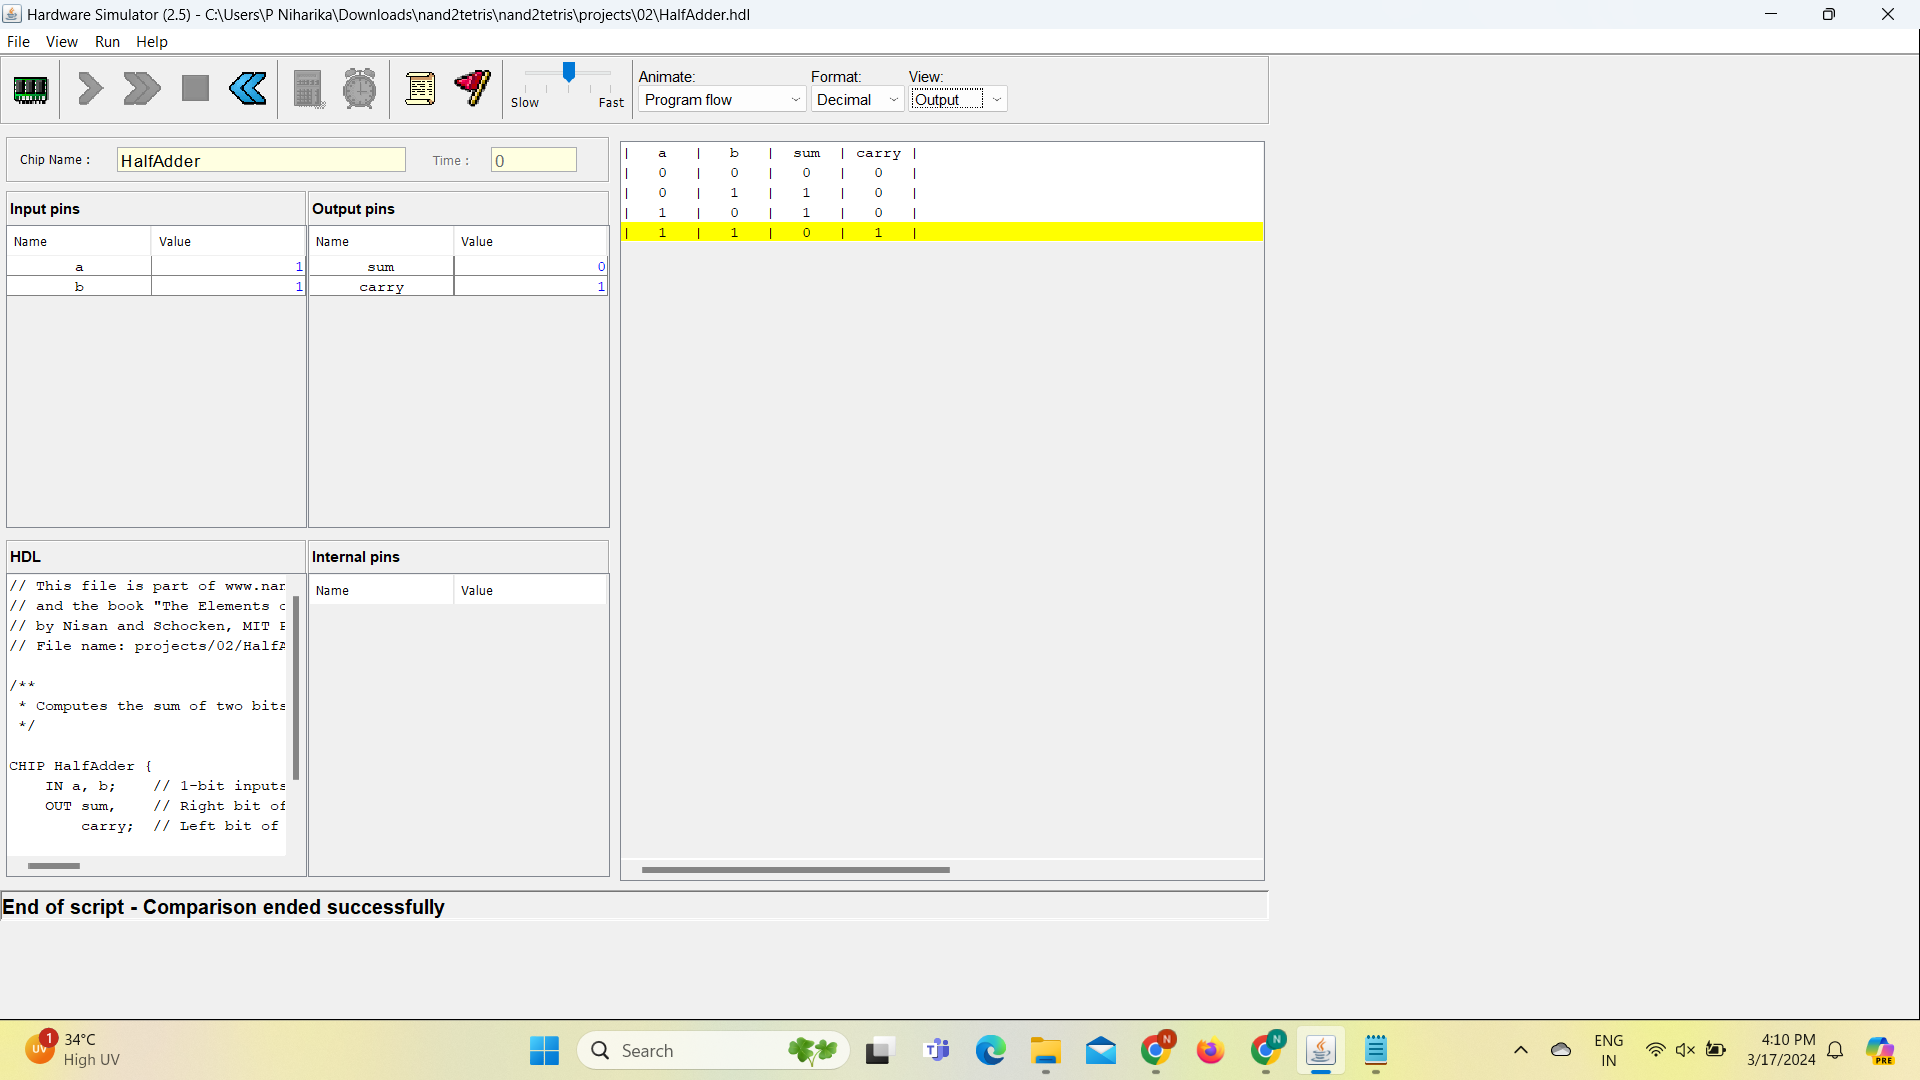 Hardware Simulator (2.5) - C:\Users\P Niharika\Downloads\nand2tetris\nand2tetris\projects\02\HalfAdder.hdl
File View Run Help
Slow Fast
Animate: Format: View:
Program flow Decimal Output
Chip Name : HalfAdder Time : 0
Input pins
Name Value
a 1
b 1
Output pins
Name Value
sum 0
carry 1
| a | b | sum | carry |
| 0 | 0 | 0 | 0 |
| 0 | 1 | 1 | 0 |
| 1 | 0 | 1 | 0 |
| 1 | 1 | 0 | 1 |
HDL
// This file is part of www.nan
// and the book "The Elements
// by Nisan and Schocken, MIT
// File name: projects/02/HalfA
/**
* Computes the sum of two bits
*/
CHIP HalfAdder {
IN a, b; // 1-bit inputs
OUT sum, // Right bit of
carry; // Left bit of
Internal pins
Name Value
End of script - Comparison ended successfully
UV 1
34°C
High UV
Search
N
N
ENG
IN
4:10 PM
3/17/2024
PRE